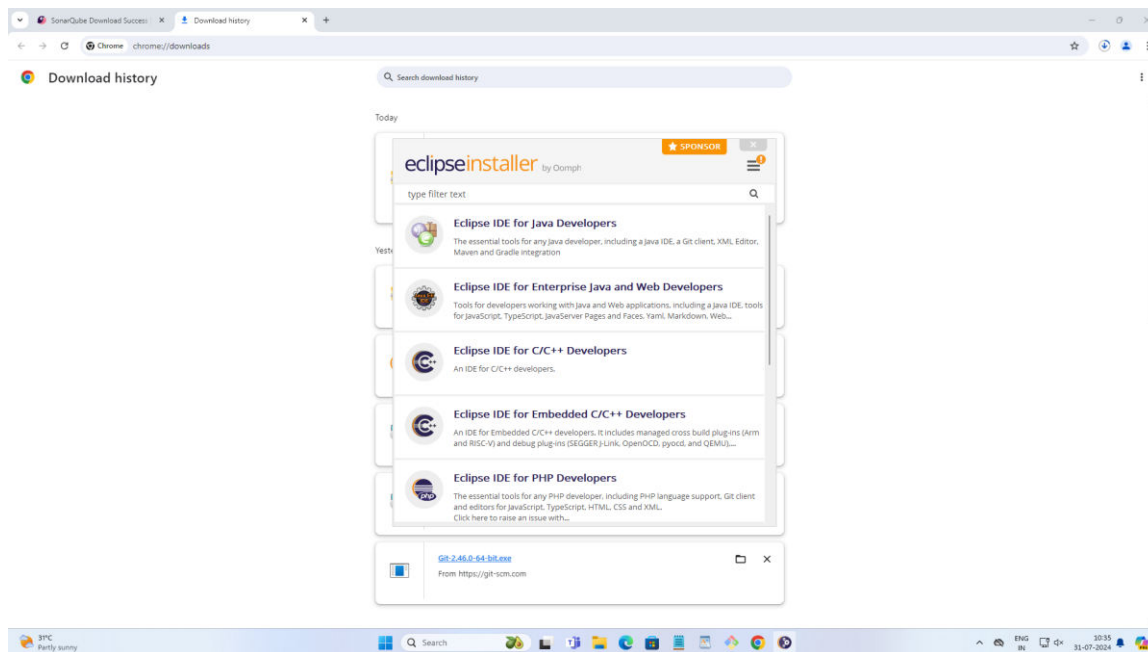 SonarQube Download Success
Download history
Chrome
chrome://downloads
Download history
Search download history
Today
SPONSOR
eclipseinstaller by Oomph
type filter text
Eclipse IDE for Java Developers
The essential tools for any Java developer, including a Java IDE, a Git client, XML Editor,
Maven and Gradle integration
Yeste
Eclipse IDE for Enterprise Java and Web Developers
Tools for developers working with Java and Web applications, including a Java IDE, tools
for JavaScript, TypeScript, JavaServer Pages and Faces, Yaml, Markdown, Web...
Eclipse IDE for C/C++ Developers
An IDE for C/C++ developers.
Eclipse IDE for Embedded C/C++ Developers
An IDE for Embedded C/C++ developers. It includes managed cross build plug-ins (Arm
and RISC-V) and debug plug-ins (SEGGER J-Link, OpenOCD, pyocd, and QEMU),...
Eclipse IDE for PHP Developers
The essential tools for any PHP developer, including PHP language support, Git client
and editors for JavaScript, TypeScript, HTML, CSS and XML.
Click here to raise an issue with...
Git-2.46.0-64-bit.exe
From https://git-scm.com
31°C
Partly sunny
Search
ENG
IN
10:35
31-07-2024